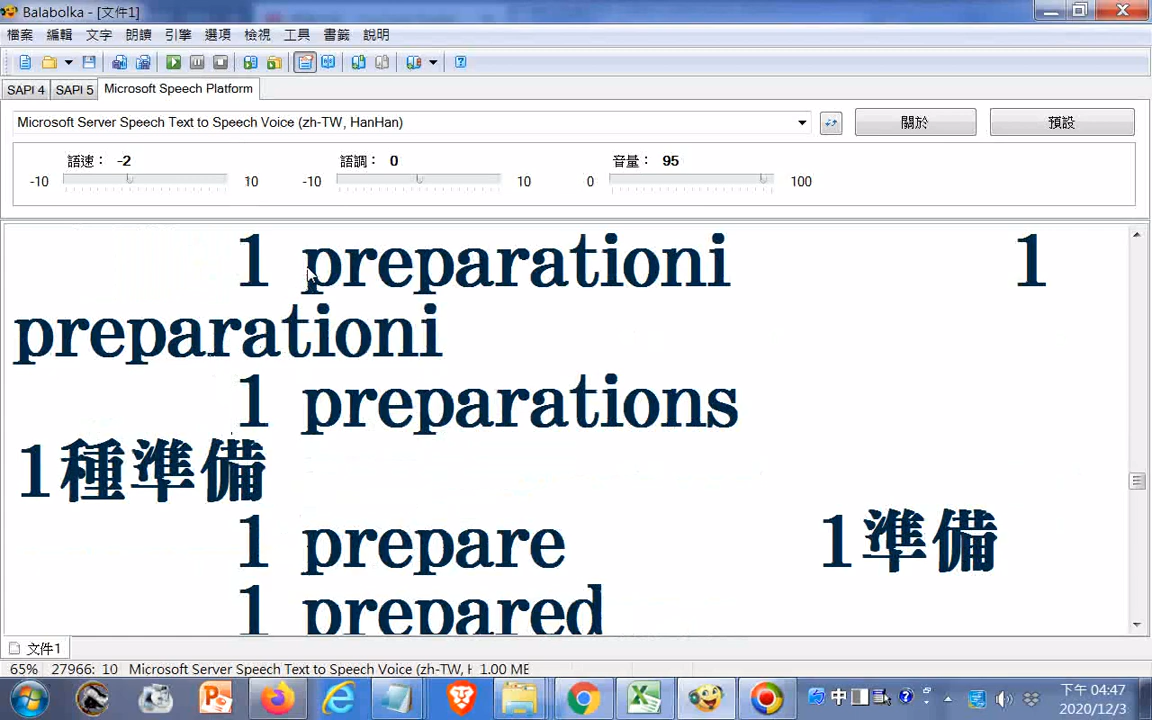 Balabolka - [文件1]
檔案 編輯 文字 朗讀 引擎 選項 檢視 工具 書籤 說明
SAPI 4 SAPI 5 Microsoft Speech Platform
Microsoft Server Speech Text to Speech Voice (zh-TW, HanHan) 關於 預設
語速： -2 語調： 0 音量： 95
-10 10 -10 10 0 100
1 preparationi 1
preparationi
1 preparations
1種準備
1 prepare 1準備
1 prepared
文件1
65% 27966: 10 Microsoft Server Speech Text to Speech Voice (zh-TW, H 1.00 ME
中 下午 04:47
2020/12/3